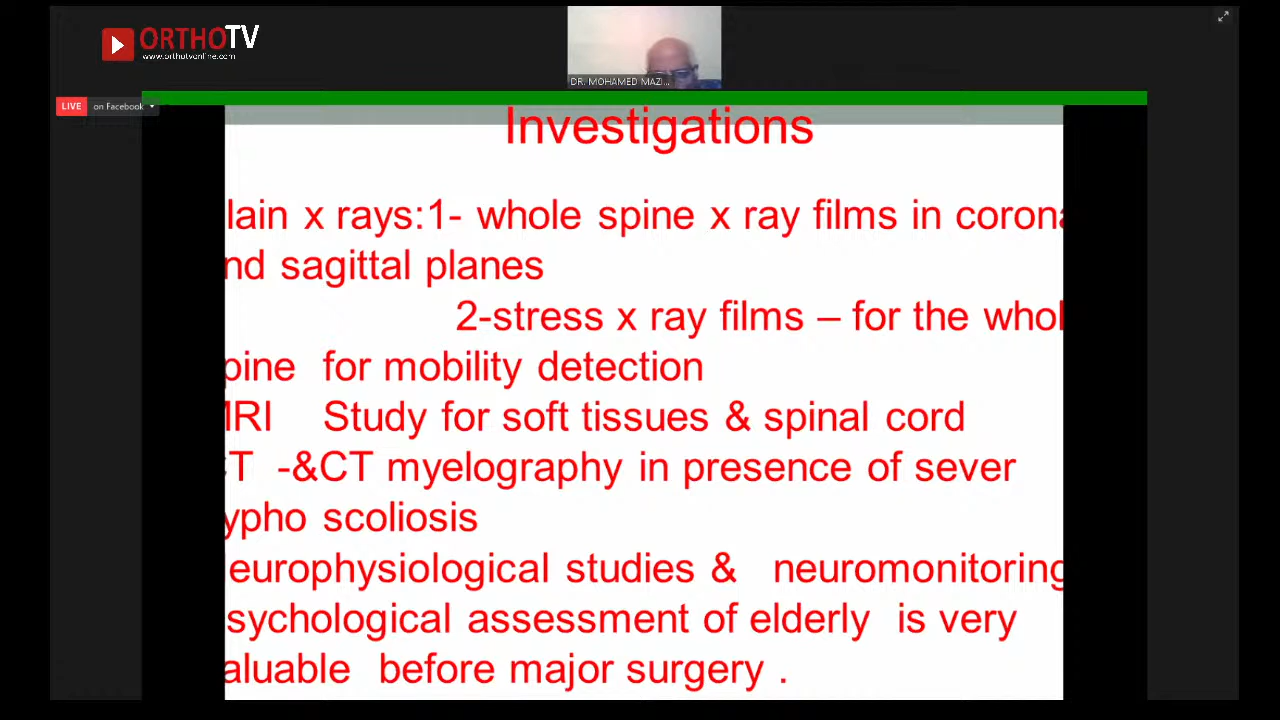 ORTHOTV
www.orthotvonline.com
DR. MOHAMED MAZI...
LIVE on Facebook
Investigations
lain x rays:1- whole spine x ray films in corona
nd sagittal planes
2-stress x ray films – for the whol
pine for mobility detection
MRI Study for soft tissues & spinal cord
CT -&CT myelography in presence of sever
ypho scoliosis
europhysiological studies & neuromonitoring
sychological assessment of elderly is very
aluable before major surgery .